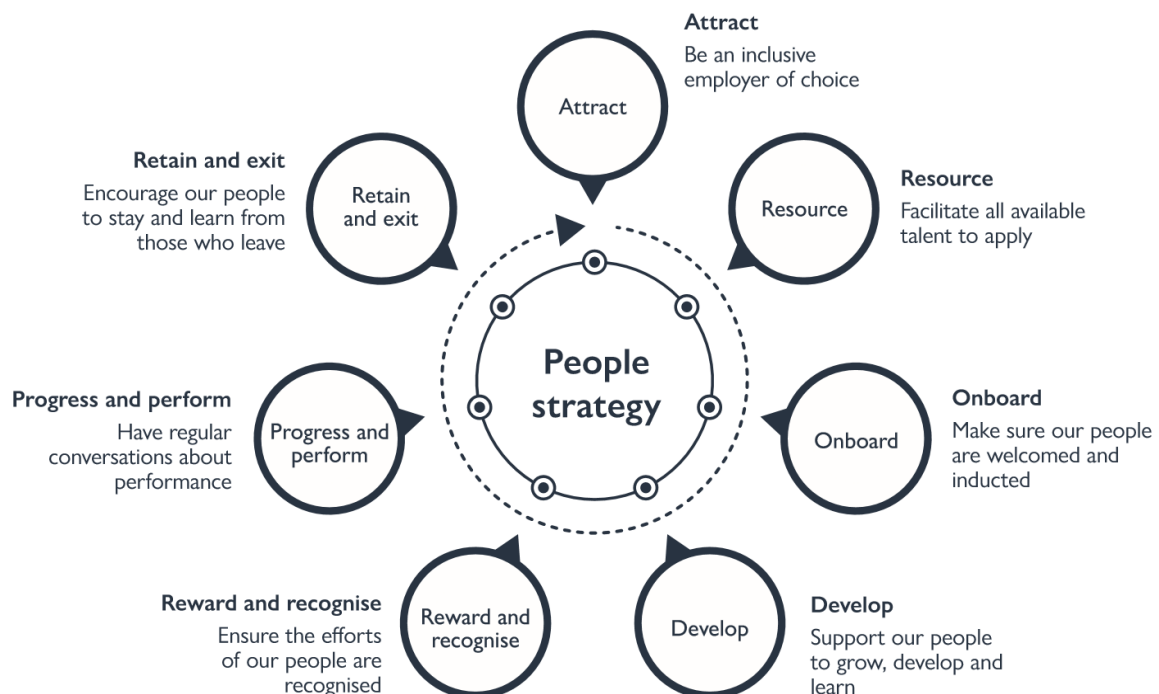 Attract
Be an inclusive
employer of choice
Attract
Resource
Facilitate all available
talent to apply
Resource
Onboard
Make sure our people
are welcomed and
inducted
Onboard
Develop
Support our people
to grow, develop and
learn
Develop
Reward and recognise
Ensure the efforts
of our people are
recognised
Reward and
recognise
Progress and perform
Have regular
conversations about
performance
Progress and
perform
Retain and exit
Encourage our people
to stay and learn from
those who leave
Retain
and exit
People
strategy